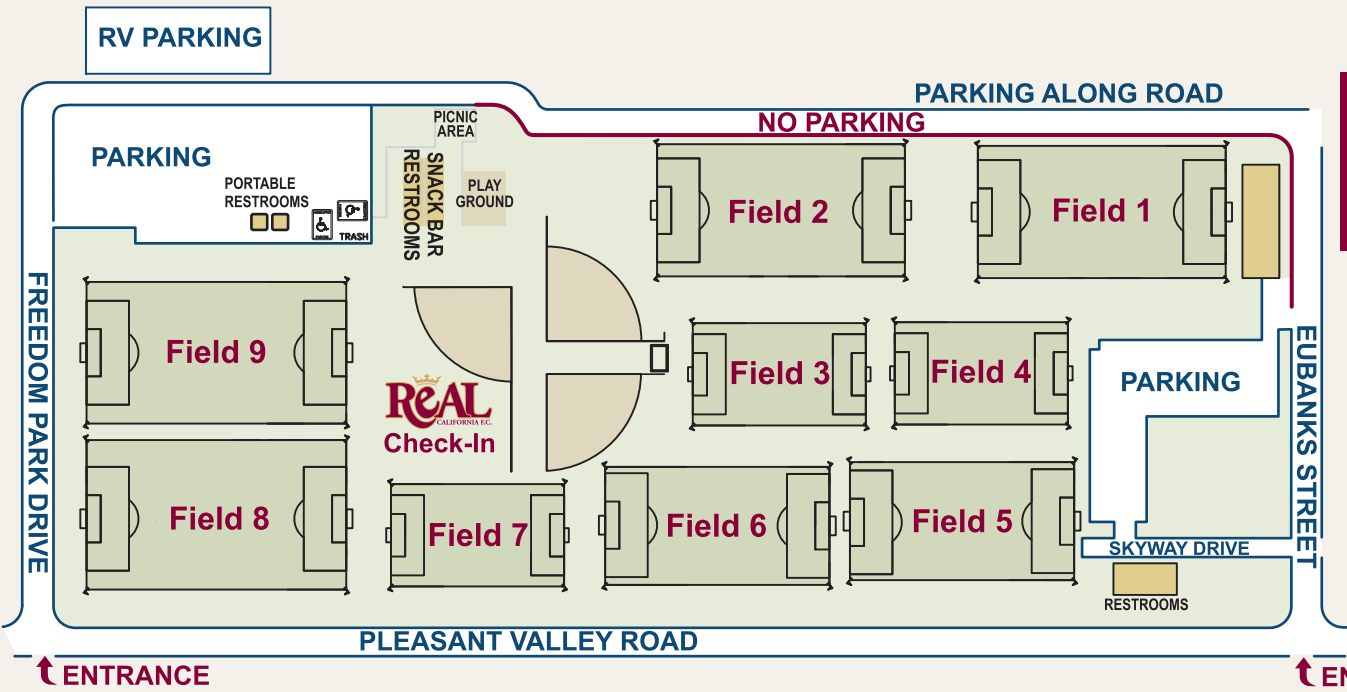 RV PARKING
PARKING ALONG ROAD
NO PARKING
PICNIC
AREA
PARKING
PORTABLE
RESTROOMS
TRASH
RESTROOMS
SNACK BAR
PLAY
GROUND
Field 2
Field 1
FREEDOM PARK DRIVE
Field 9
Field 3
Field 4
PARKING
EUBANKS STREET
ReAL
CALIFORNIA F.C.
Check-In
Field 8
Field 7
Field 6
Field 5
SKYWAY DRIVE
RESTROOMS
PLEASANT VALLEY ROAD
ENTRANCE
EN